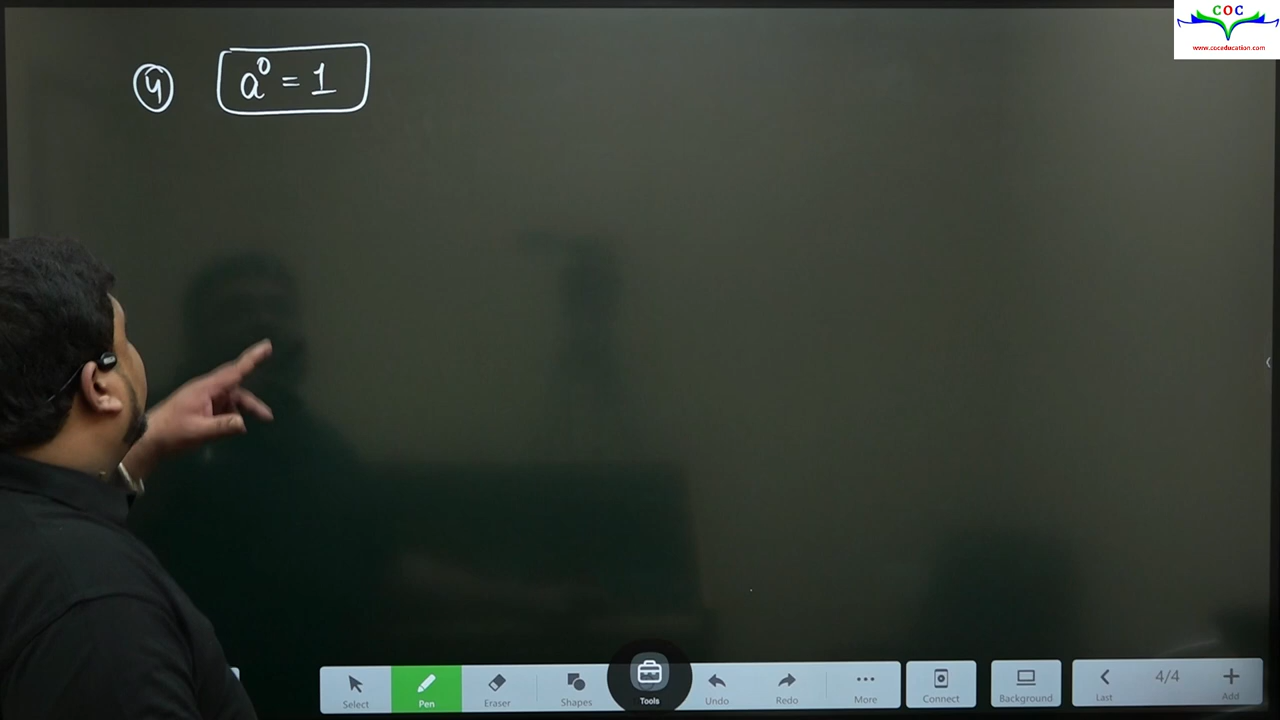 COC
www.coceducation.com
④ a⁰ = 1
Select Pen Eraser Shapes Tools Undo Redo More Connect Background Last 4/4 Add